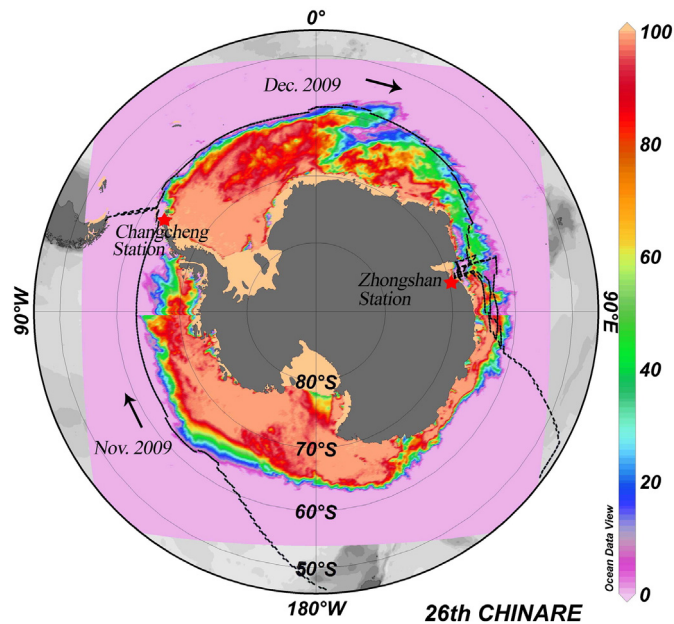 0°
100
Dec. 2009
80
Changcheng
Station
Zhongshan
Station
60
90°W
90°E
40
80°S
Nov. 2009
70°S
20
60°S
Ocean Data View
50°S
0
180°W
26th CHINARE